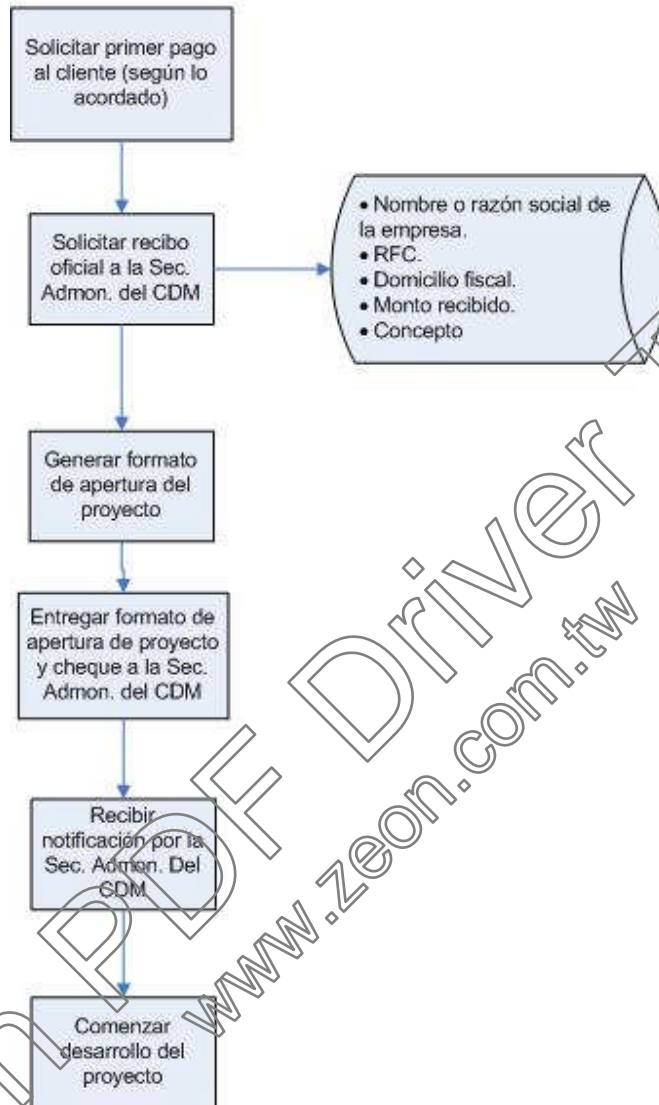 Solicitar primer pago
al cliente (según lo
acordado)
Solicitar recibo
oficial a la Sec.
Admon. del CDM
• Nombre o razón social de
la empresa.
• RFC.
• Domicilio fiscal.
• Monto recibido.
• Concepto
Generar formato
de apertura del
proyecto
Entregar formato de
apertura de proyecto
y cheque a la Sec.
Admon. del CDM
Recibir
notificación por la
Sec. Admon. Del
CDM
Comenzar
desarrollo del
proyecto
PDF Driver
www.zeon.com.tw